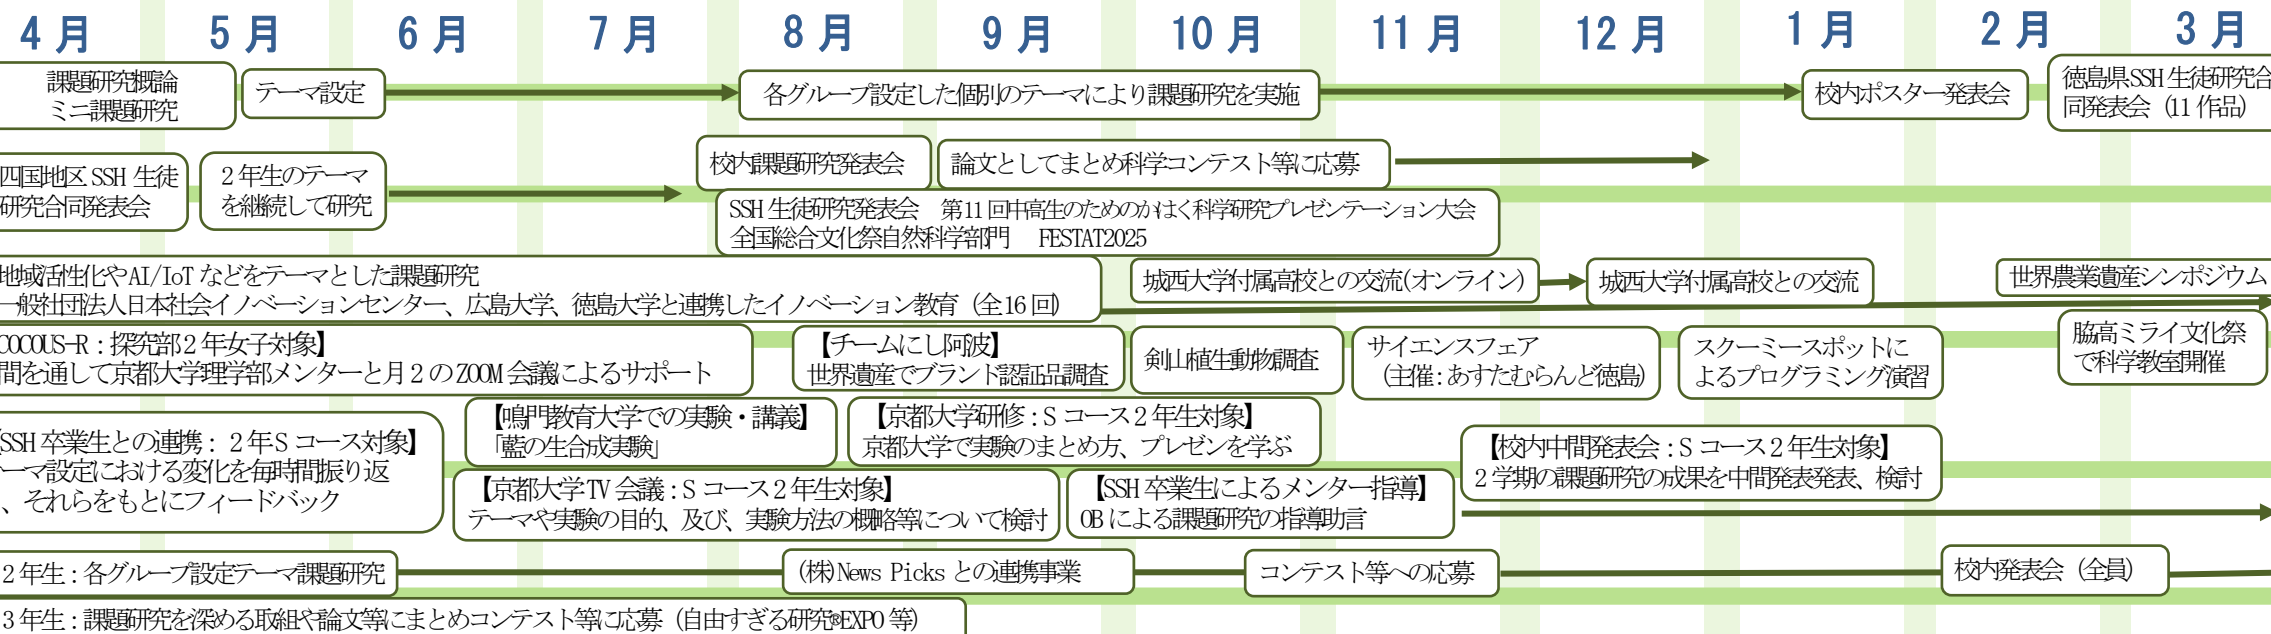 4 月 5 月 6 月 7 月 8 月 9 月 10 月 11 月 12 月 1 月 2 月 3 月
課題研究概論
ミニ課題研究
テーマ設定
各グループ設定した個別のテーマにより課題研究を実施
校内ポスター発表会
徳島県SSH生徒研究合
同発表会（11 作品）
四国地区 SSH 生徒
研究合同発表会
２年生のテーマ
を継続して研究
校内課題研究発表会
論文としてまとめ科学コンテスト等に応募
SSH 生徒研究発表会　第11 回中高生のためのかはく科学研究プレゼンテーション大会
全国総合文化祭自然科学部門　FESTAT2025
地域活性化やAI/IoT などをテーマとした課題研究
一般社団法人日本社会イノベーションセンター、広島大学、徳島大学と連携したイノベーション教育（全16 回）
城西大学付属高校との交流(オンライン)
城西大学付属高校との交流
世界農業遺産シンポジウム
COCOUS-R：探究部２年女子対象】
間を通して京都大学理学部メンターと月２のZOOM 会議によるサポート
【チームにし阿波】
世界遺産でブランド認証品調査
剣山植生動物調査
サイエンスフェア
（主催：あすたむらんど徳島）
スクーミースポットに
よるプログラミング演習
脇高ミライ文化祭
で科学教室開催
SSH 卒業生との連携：２年S コース対象】
ーマ設定における変化を毎時間振り返
、それらをもとにフィードバック
【鳴門教育大学での実験・講義】
「藍の生合成実験」
【京都大学研修：S コース２年生対象】
京都大学で実験のまとめ方、プレゼンを学ぶ
【京都大学TV 会議：S コース２年生対象】
テーマや実験の目的、及び、実験方法の概略等について検討
【SSH 卒業生によるメンター指導】
OB による課題研究の指導助言
【校内中間発表会：S コース２年生対象】
２学期の課題研究の成果を中間発表発表、検討
２年生：各グループ設定テーマ課題研究
(株)News Picks との連携事業
コンテスト等への応募
校内発表会（全員）
３年生：課題研究を深める取組や論文等にまとめコンテスト等に応募（自由すぎる研究®EXPO 等）